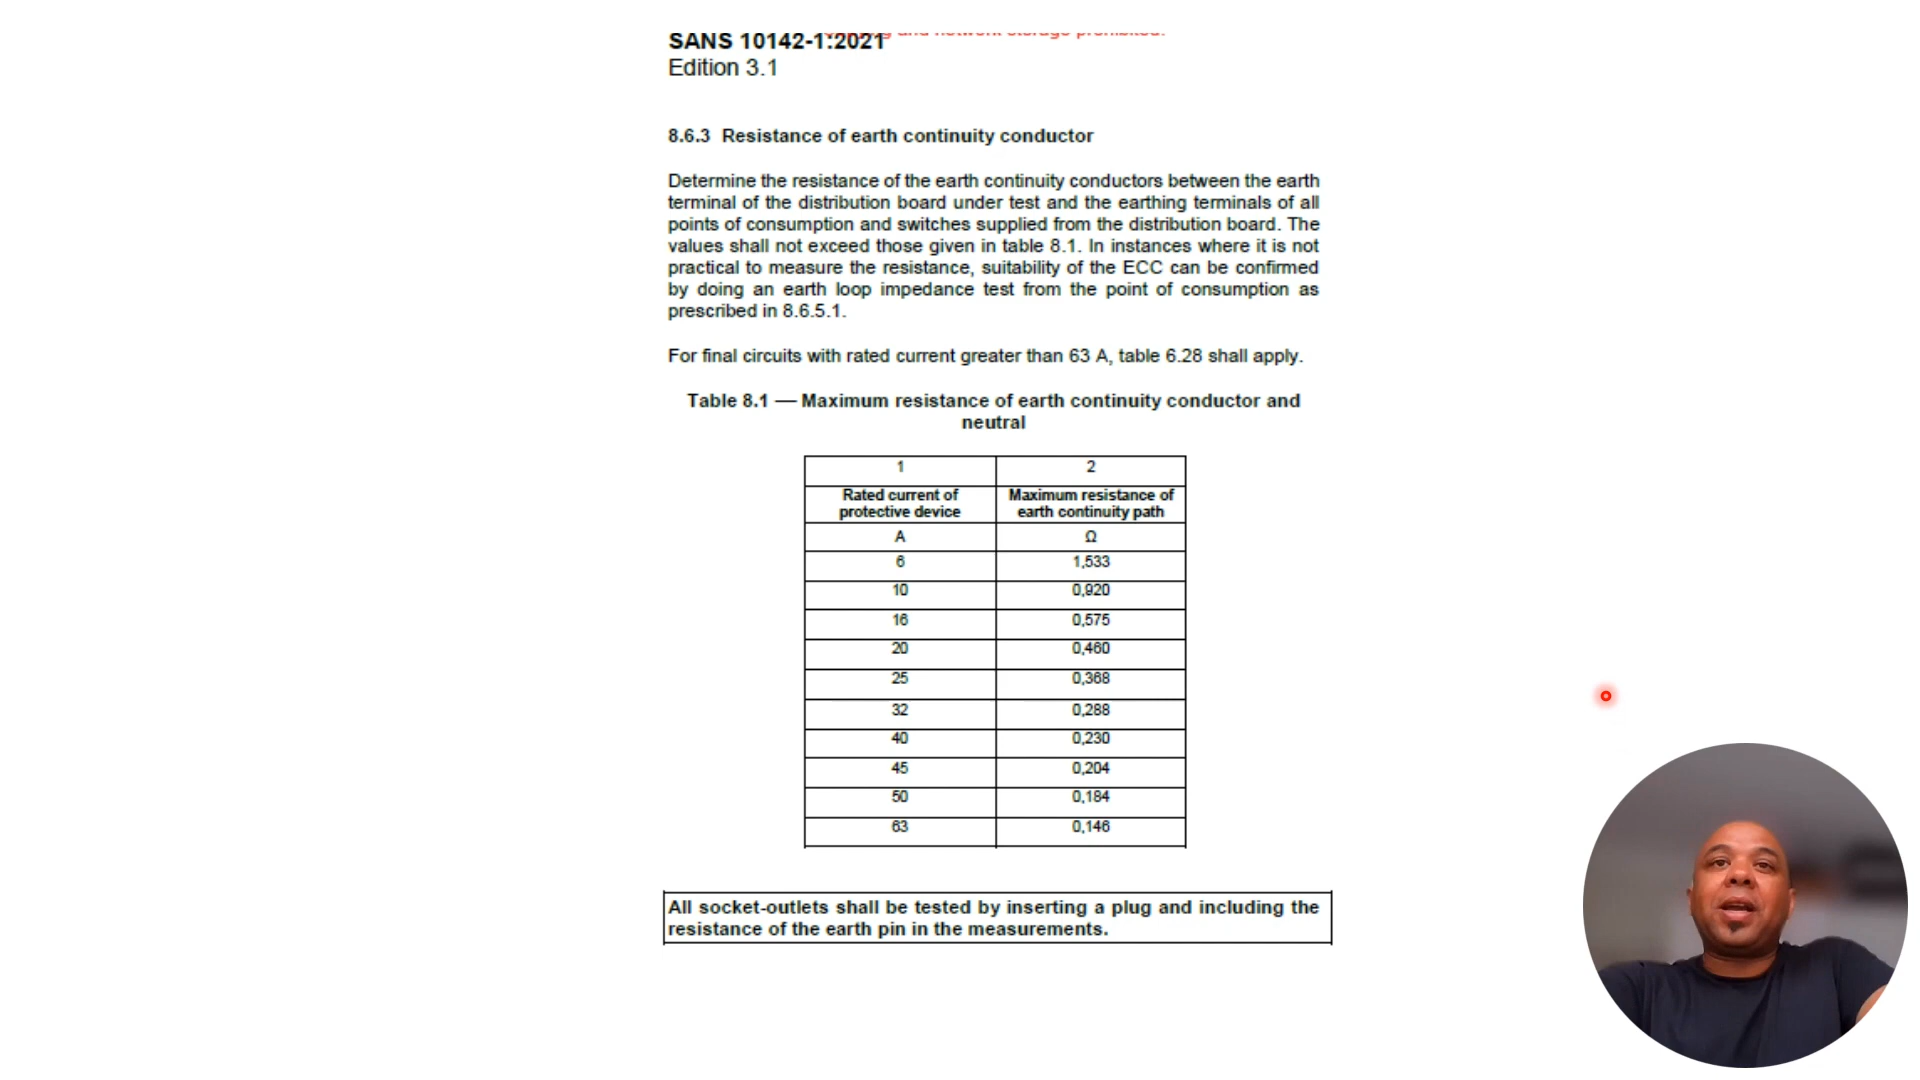 SANS 10142-1:2021
and network storage prohibited.
Edition 3.1
8.6.3 Resistance of earth continuity conductor
Determine the resistance of the earth continuity conductors between the earth
terminal of the distribution board under test and the earthing terminals of all
points of consumption and switches supplied from the distribution board. The
values shall not exceed those given in table 8.1. In instances where it is not
practical to measure the resistance, suitability of the ECC can be confirmed
by doing an earth loop impedance test from the point of consumption as
prescribed in 8.6.5.1.
For final circuits with rated current greater than 63 A, table 6.28 shall apply.
Table 8.1 — Maximum resistance of earth continuity conductor and
neutral
1 2
Rated current of Maximum resistance of
protective device earth continuity path
A Ω
6 1,533
10 0,920
16 0,575
20 0,460
25 0,368
32 0,288
40 0,230
45 0,204
50 0,184
63 0,146
All socket-outlets shall be tested by inserting a plug and including the
resistance of the earth pin in the measurements.